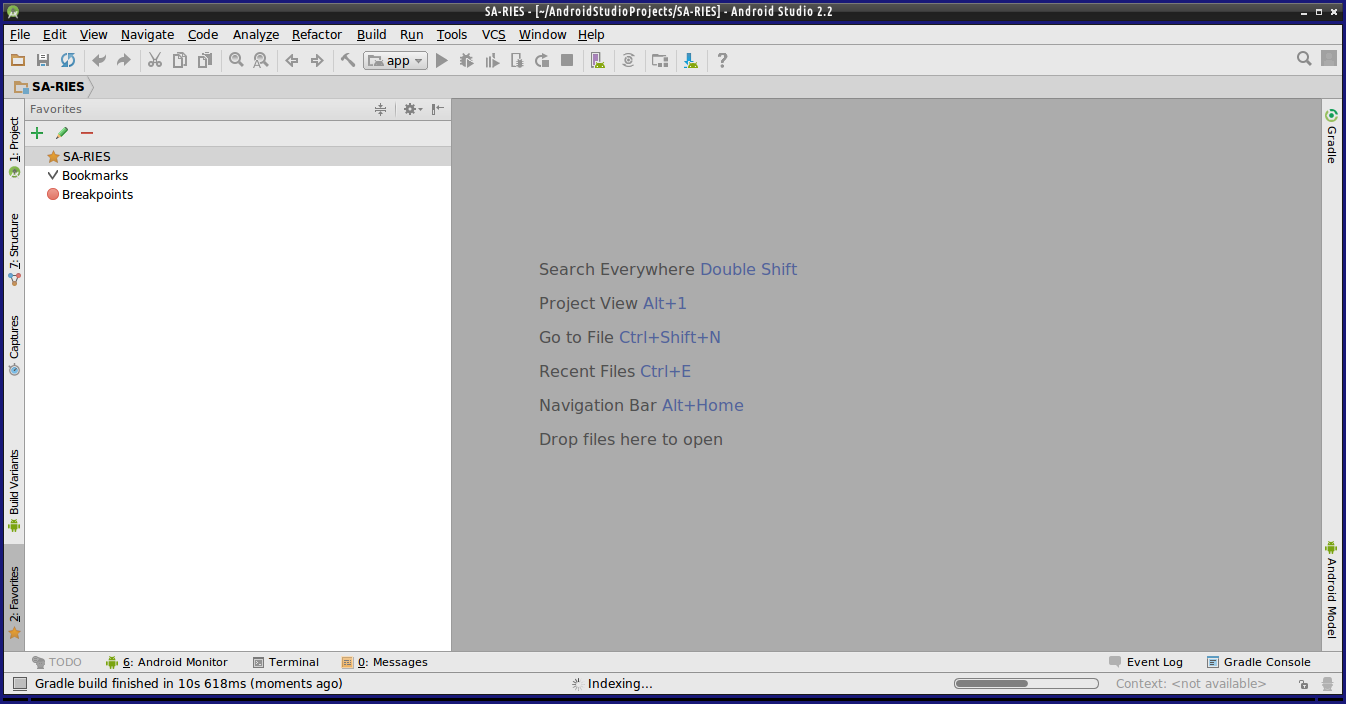 SA-RIES - [~/AndroidStudioProjects/SA-RIES] - Android Studio 2.2
File Edit View Navigate Code Analyze Refactor Build Run Tools VCS Window Help
app
SA-RIES
Favorites
SA-RIES
Bookmarks
Breakpoints
1: Project
7: Structure
Captures
Build Variants
2: Favorites
Search Everywhere Double Shift
Project View Alt+1
Go to File Ctrl+Shift+N
Recent Files Ctrl+E
Navigation Bar Alt+Home
Drop files here to open
Gradle
Android Model
TODO 6: Android Monitor Terminal 0: Messages Event Log Gradle Console
Gradle build finished in 10s 618ms (moments ago) Indexing... Context: <not available>